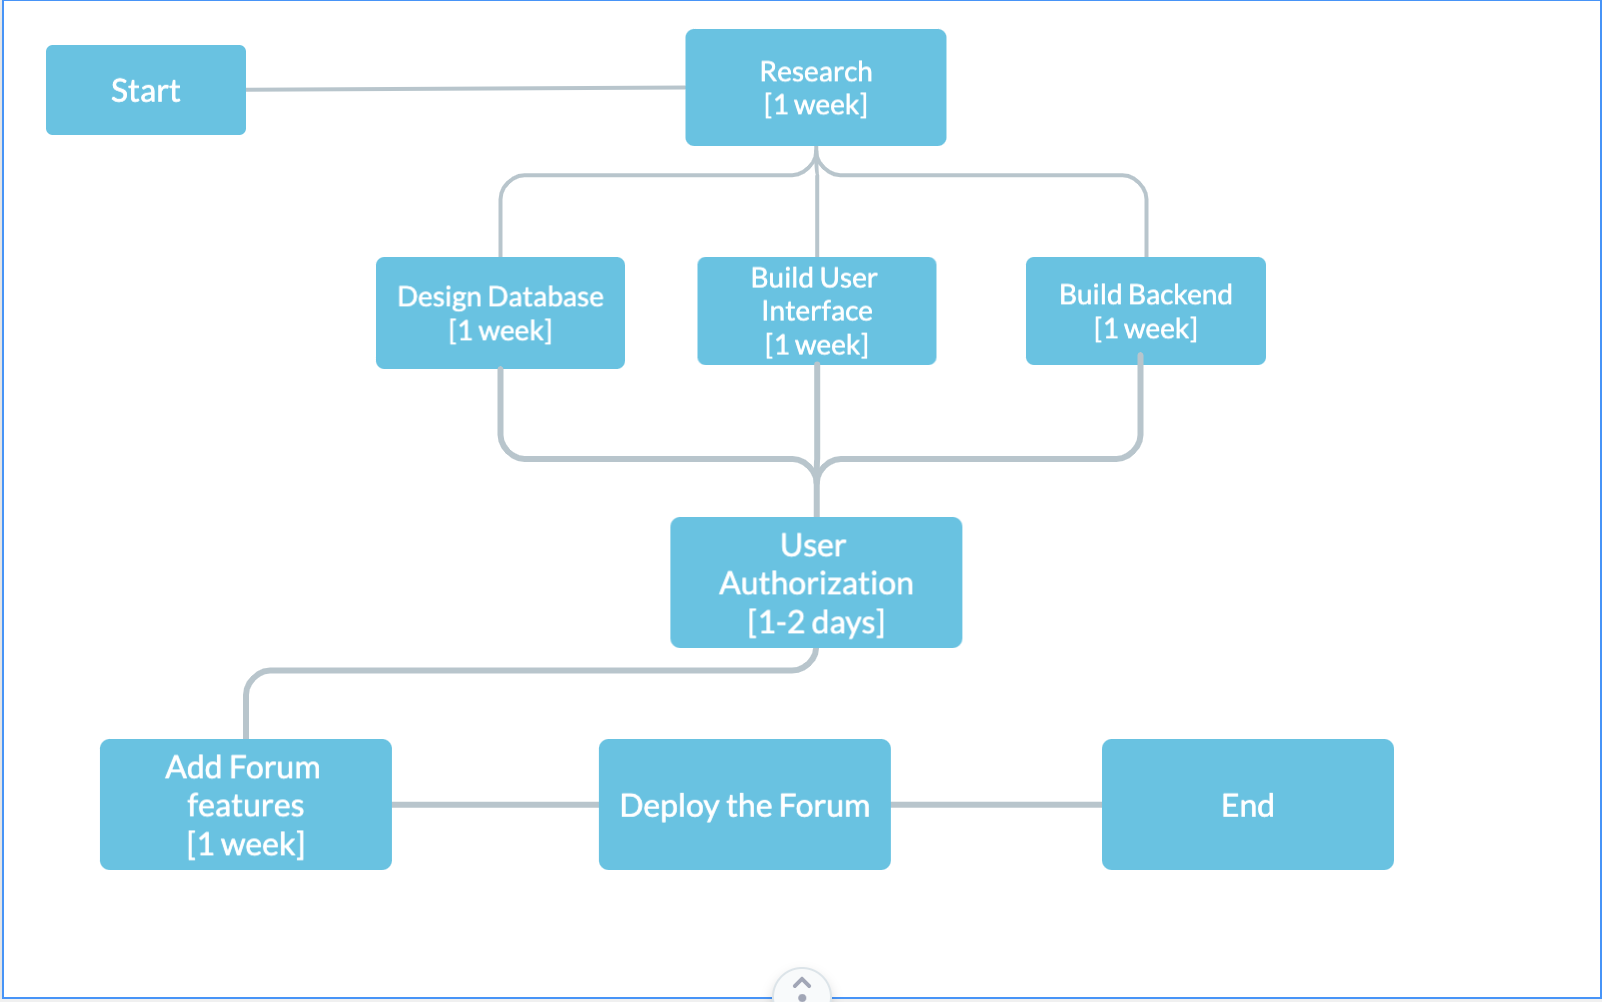 Start
Research
[1 week]
Design Database
[1 week]
Build User
Interface
[1 week]
Build Backend
[1 week]
User
Authorization
[1-2 days]
Add Forum
features
[1 week]
Deploy the Forum
End